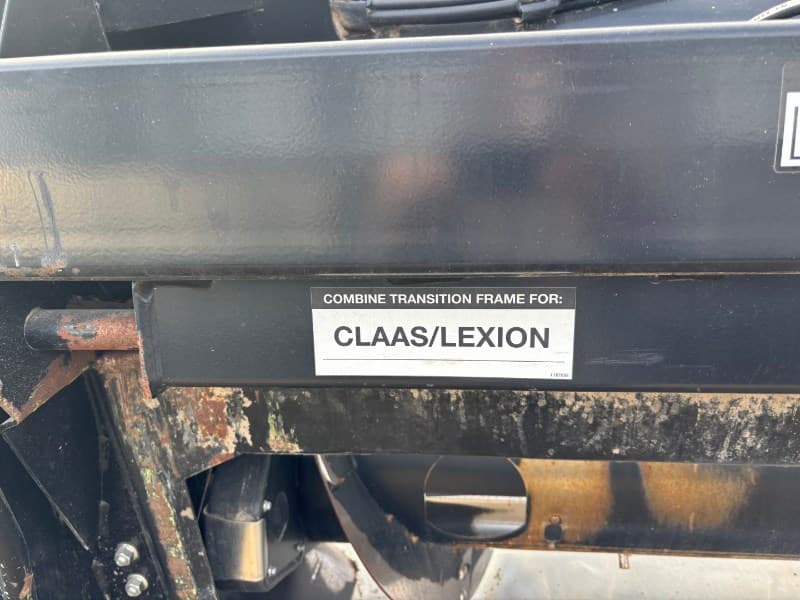 COMBINE TRANSITION FRAME FOR:
CLAAS/LEXION